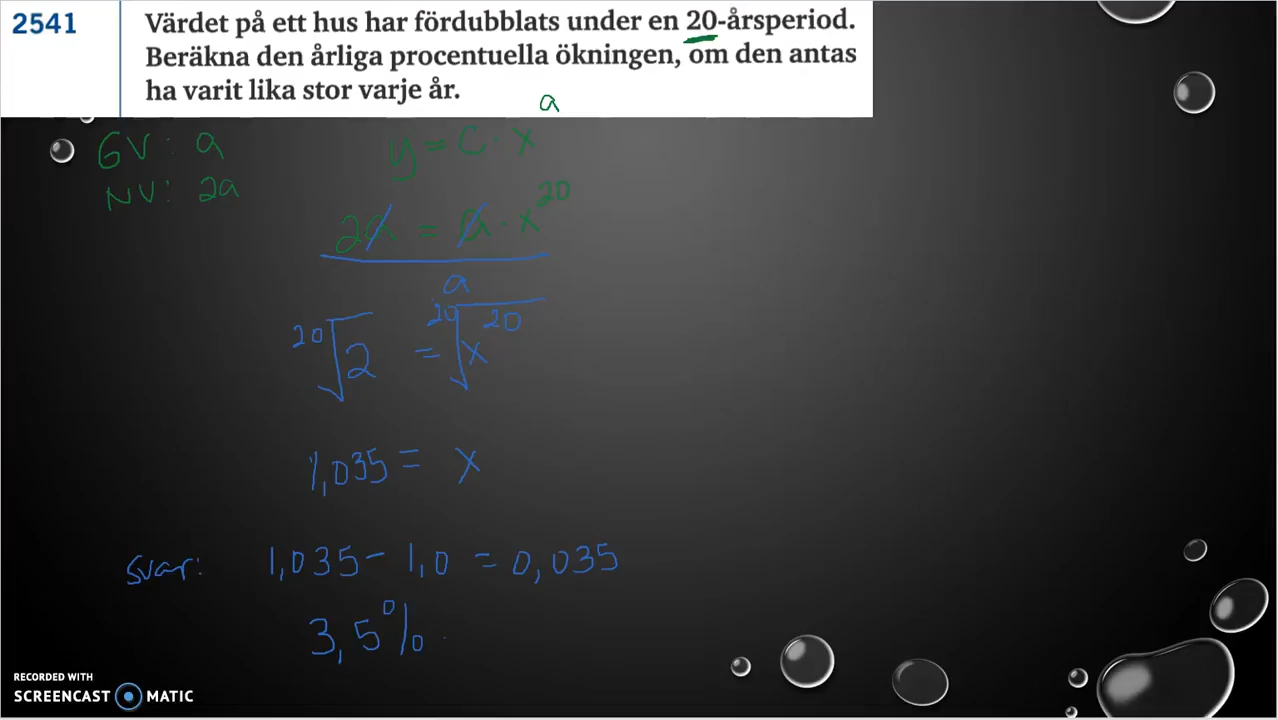 2541 Värdet på ett hus har fördubblats under en 20-årsperiod.
Beräkna den årliga procentuella ökningen, om den antas
ha varit lika stor varje år.
GV: a
NV: 2a
y = C · x^a
2a = a · x^20
a
20√2 = 20√x^20
1,035 = x
svar: 1,035 - 1,0 = 0,035
3,5%
RECORDED WITH
SCREENCAST MATIC